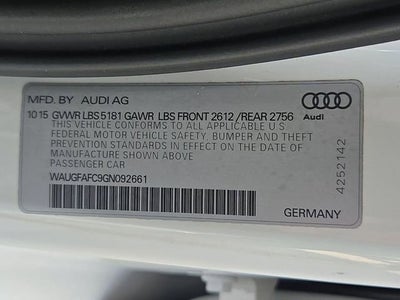 MFD. BY AUDI AG
Audi
10 15 GVWR LBS 5181 GAWR LBS FRONT 2612 /REAR 2756
THIS VEHICLE CONFORMS TO ALL APPLICABLE U S
FEDERAL MOTOR VEHICLE SAFETY. BUMPER AND THEFT
PREVENTION STANDARDS IN EFFECT ON THE DATE
OF MANUFACTURE SHOWN ABOVE
PASSENGER CAR
WAUGFAFC9GN092661
GERMANY
4252142